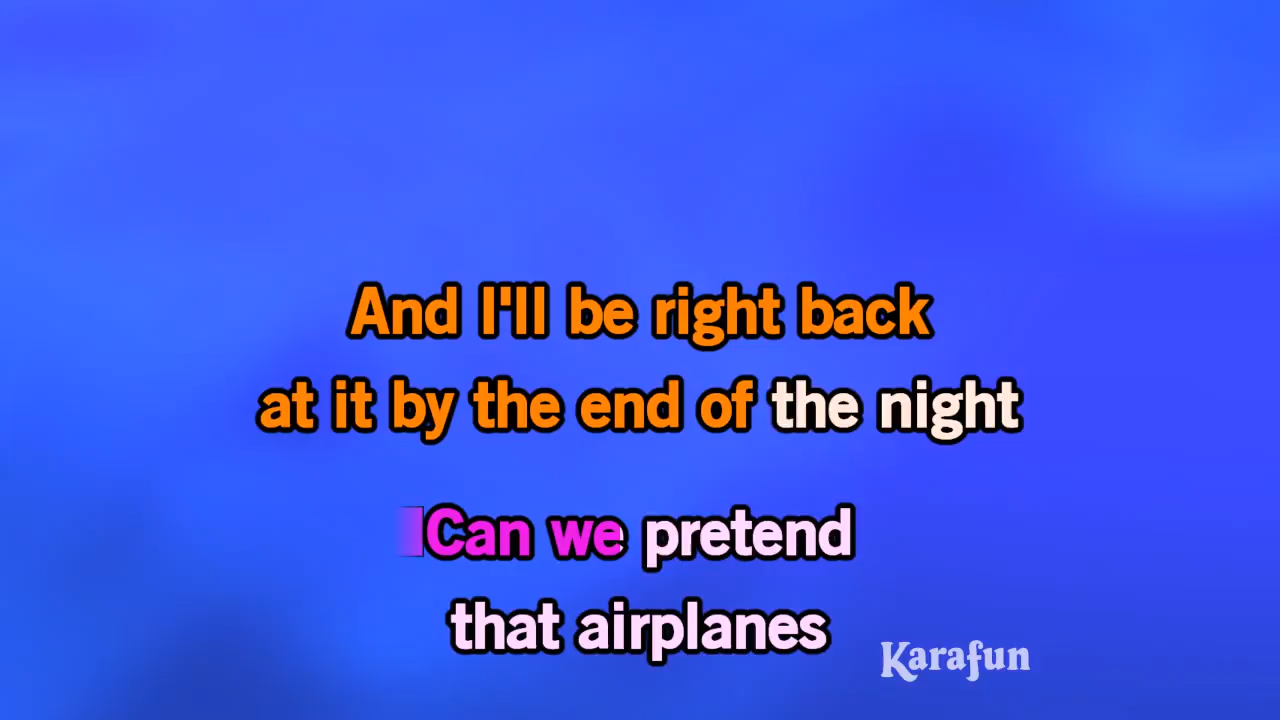 And I'll be right back
at it by the end of the night
Can we pretend
that airplanes
Karafun